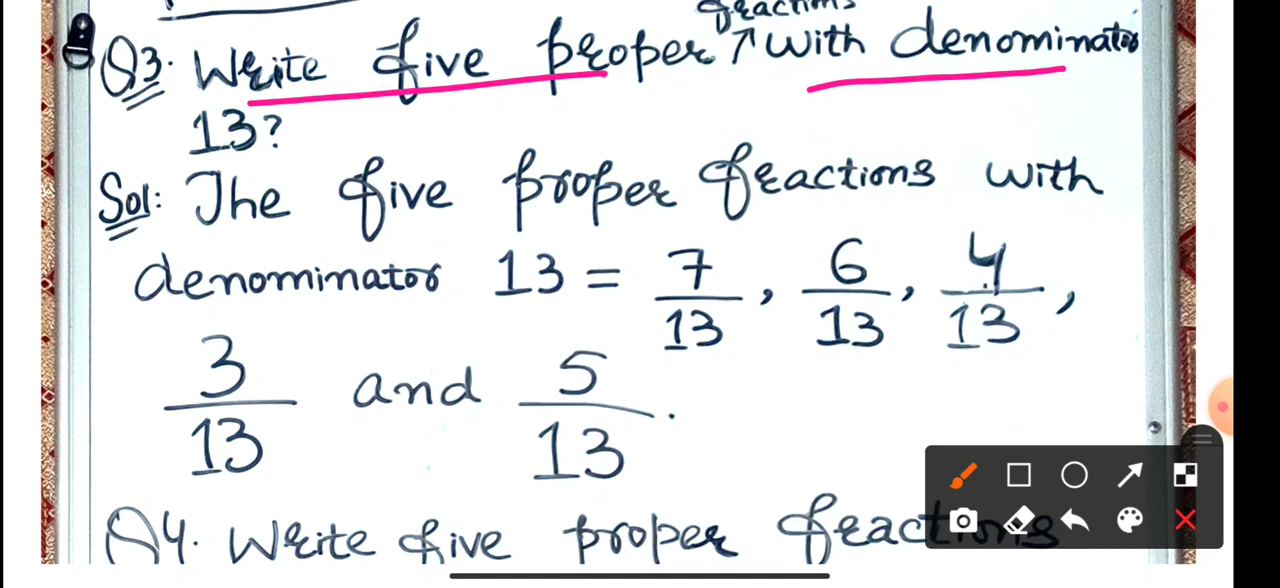 fractions
Q3. Write five proper ↗ with denominator
13?
Sol: The five proper fractions with
denominator 13 = 7/13, 6/13, 4/13,
3/13 and 5/13.
Q4. Write five proper fractions